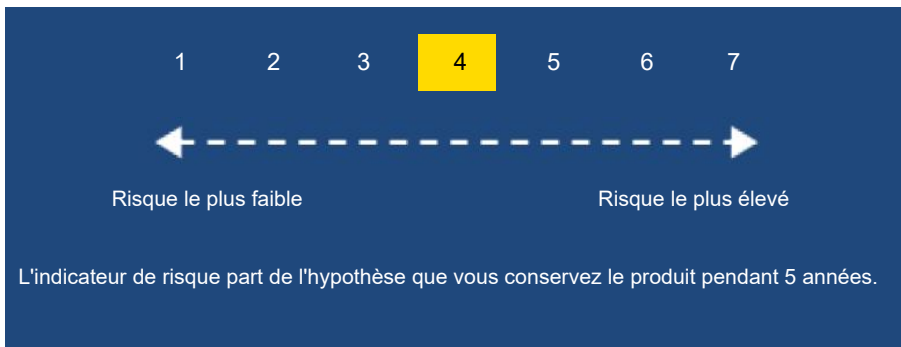 1 2 3 4 5 6 7
Risque le plus faible Risque le plus élevé
L'indicateur de risque part de l'hypothèse que vous conservez le produit pendant 5 années.